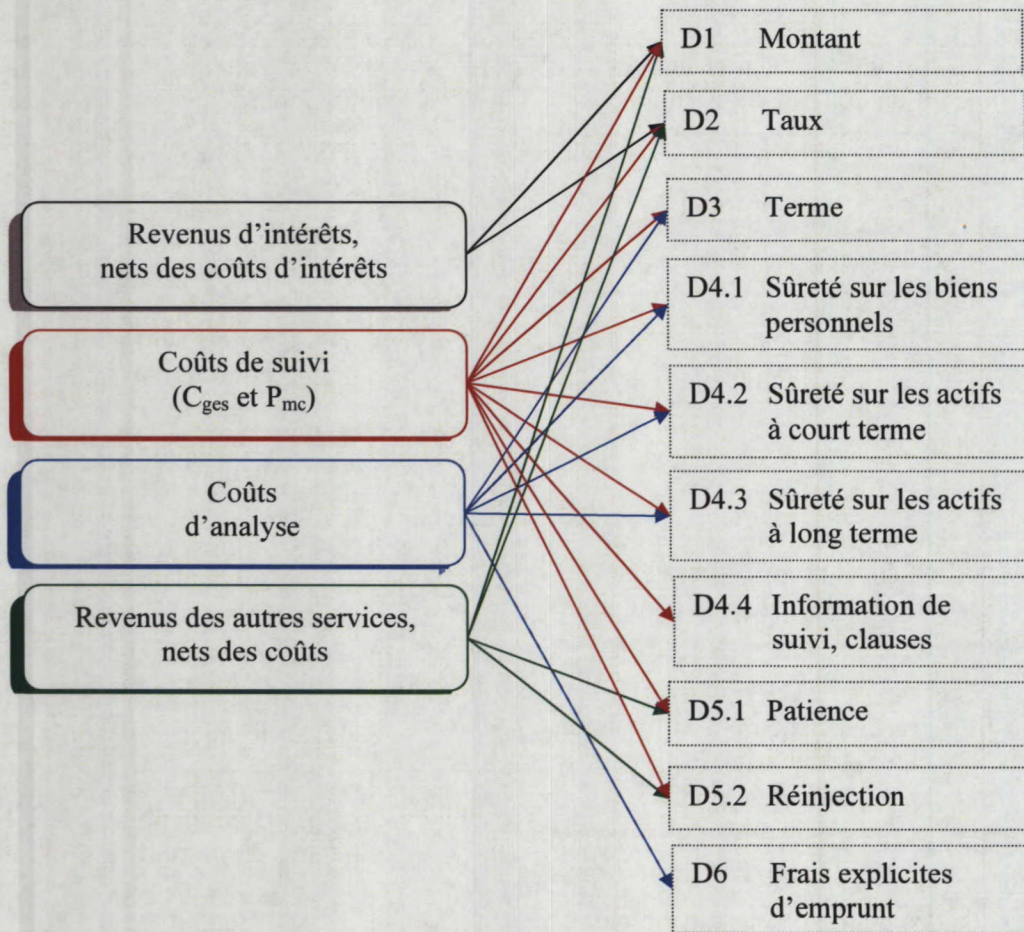 Revenus d'intérêts,
nets des coûts d'intérêts
Coûts de suivi
(Cges et Pmc)
Coûts
d'analyse
Revenus des autres services,
nets des coûts
D1 Montant
D2 Taux
D3 Terme
D4.1 Sûreté sur les biens
personnels
D4.2 Sûreté sur les actifs
à court terme
D4.3 Sûreté sur les actifs
à long terme
D4.4 Information de
suivi, clauses
D5.1 Patience
D5.2 Réinjection
D6 Frais explicites
d'emprunt